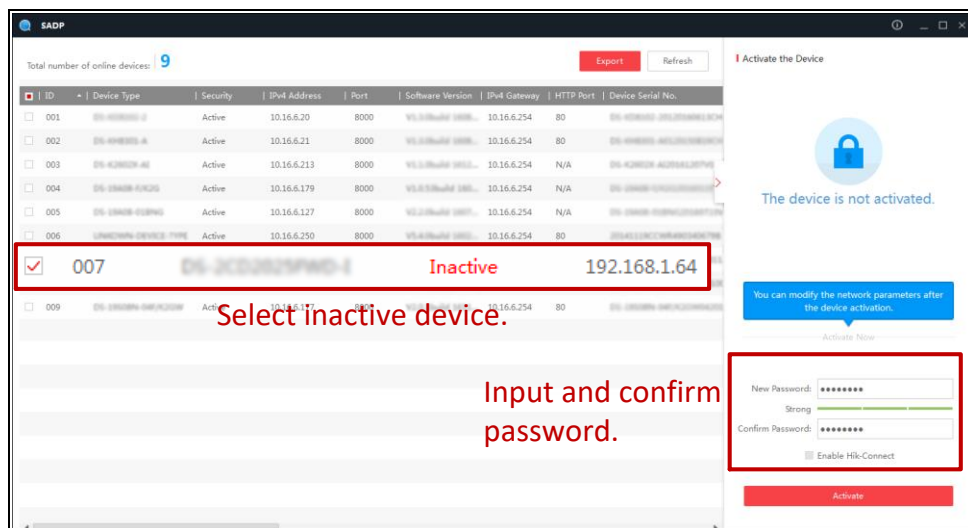 SADP
Total number of online devices: 9
Export
Refresh
ID | Device Type | Security | IPv4 Address | Port | Software Version | IPv4 Gateway | HTTP Port | Device Serial No.
001 Active 10.16.6.20 8000 10.16.6.254 80
002 Active 10.16.6.21 8000 10.16.6.254 80
003 Active 10.16.6.213 8000 10.16.6.254 N/A
004 Active 10.16.6.179 8000 10.16.6.254 N/A
005 Active 10.16.6.127 8000 10.16.6.254 N/A
006 Active 10.16.6.250 8000 10.16.6.254 80
007 Inactive 192.168.1.64
009 10.16.6.254 80
Select inactive device.
Input and confirm
password.
Activate the Device
The device is not activated.
You can modify the network parameters after
the device activation.
Activate Now
New Password: ••••••••
Strong
Confirm Password: ••••••••
Enable Hik-Connect
Activate